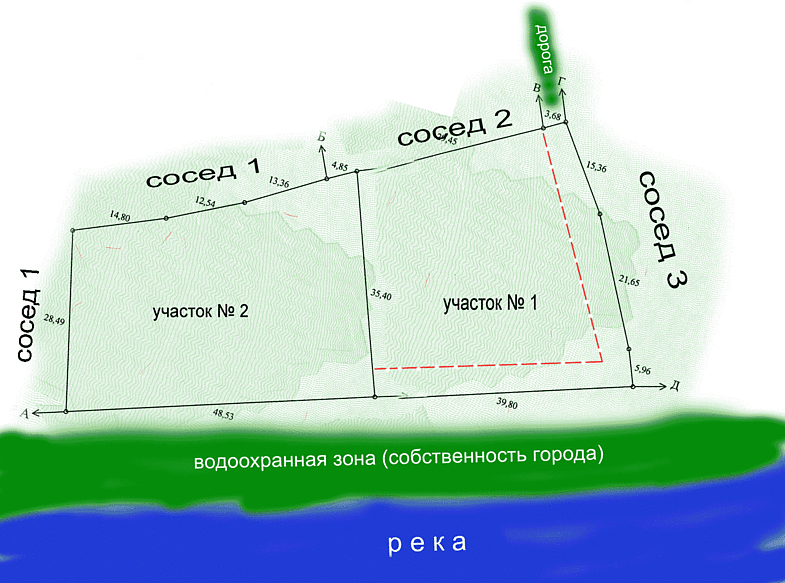 дорога
В
Г
3,68
сосед 2
Б
4,85
15,36
сосед 1
13,36
12,54
14,80
сосед 3
сосед 1
28,49
участок № 2
35,40
участок № 1
21,65
5,96
А
48,53
39,80
Д
водоохранная зона (собственность города)
река